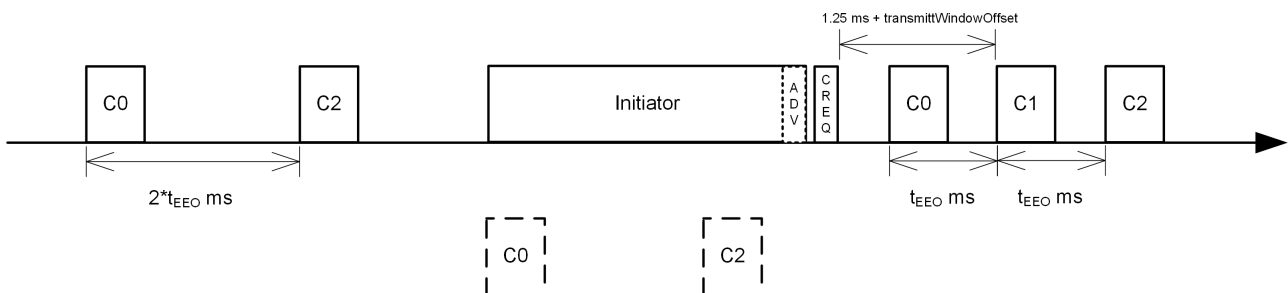 1.25 ms + transmittWindowOffset
C0
C2
Initiator
ADV
CREQ
C0
C1
C2
2*tEEO ms
tEEO ms
tEEO ms
C0
C2